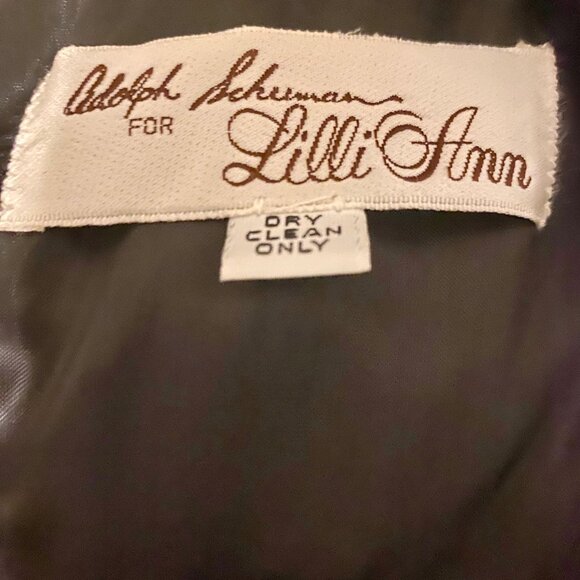 Adolph Schuman
FOR Lilli Ann
DRY
CLEAN
ONLY